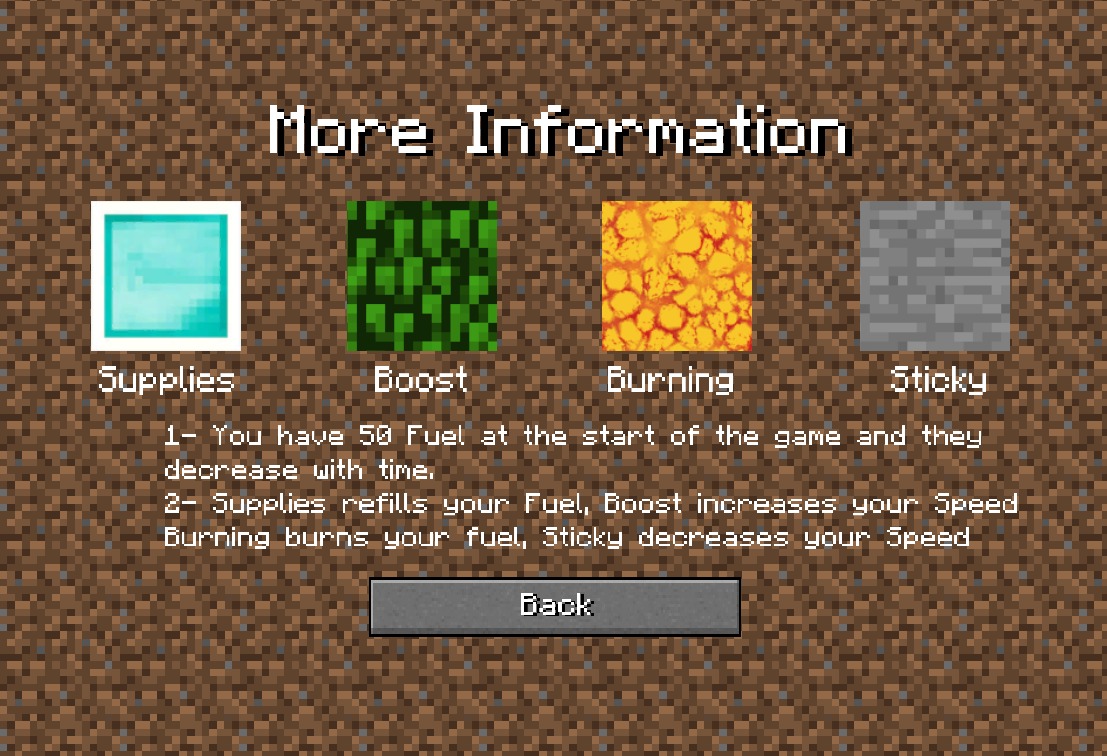 More Information
Supplies Boost Burning Sticky
1- You have 50 Fuel at the start of the game and they
decrease with time.
2- Supplies refills your Fuel, Boost increases your Speed
Burning burns your fuel, Sticky decreases your Speed
Back